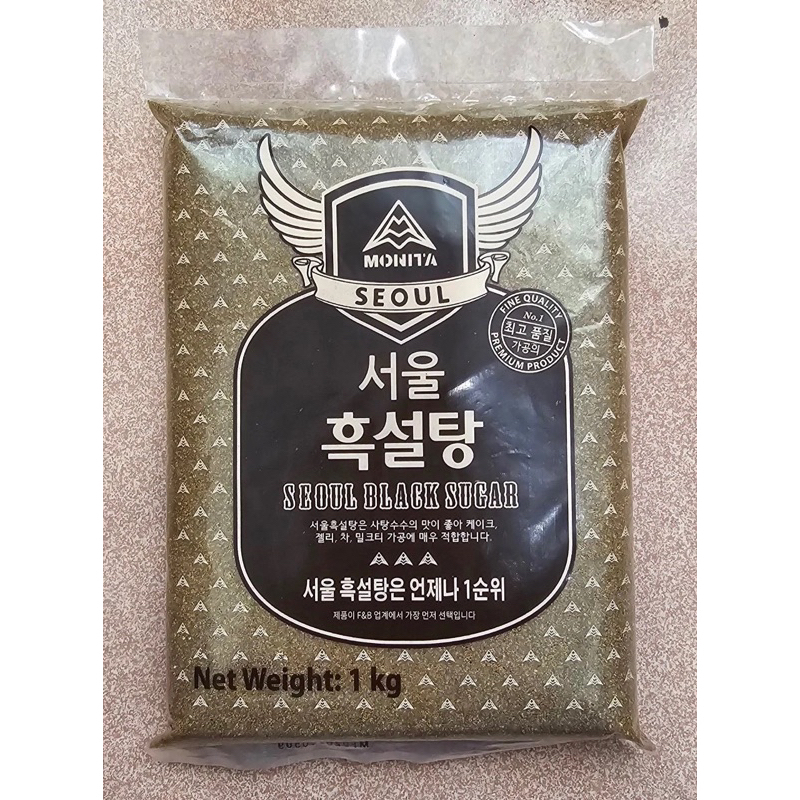 MONITA
SEOUL
FINE QUALITY
No.1
최고 품질
가공의
PREMIUM PRODUCT
서울
흑설탕
SEOUL BLACK SUGAR
서울흑설탕은 사탕수수의 맛이 좋아 케이크,
젤리, 차, 밀크티 가공에 매우 적합합니다.
서울 흑설탕은 언제나 1순위
제품이 F&B 업계에서 가장 먼저 선택입니다
Net Weight: 1 kg